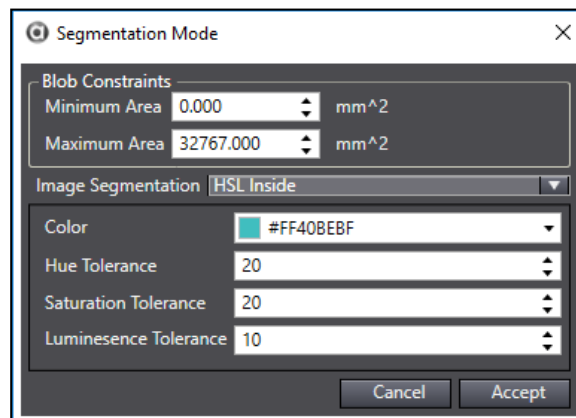 Segmentation Mode
Blob Constraints
Minimum Area 0.000 mm^2
Maximum Area 32767.000 mm^2
Image Segmentation HSL Inside
Color #FF40BEBF
Hue Tolerance 20
Saturation Tolerance 20
Luminesence Tolerance 10
Cancel Accept